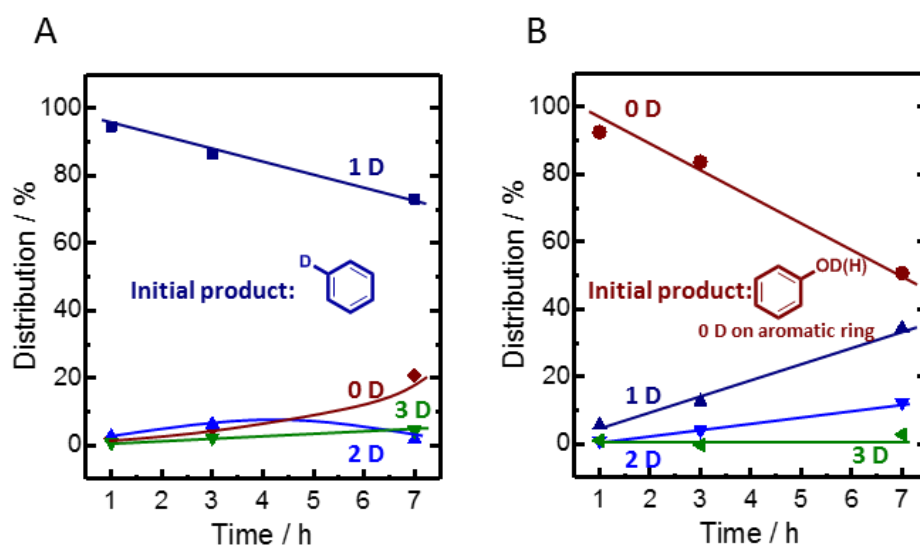 A
Distribution / %
100
80
60
40
20
0
1 D
D
Initial product:
0 D
3 D
2 D
1 2 3 4 5 6 7
Time / h
B
Distribution / %
100
80
60
40
20
0
0 D
OD(H)
Initial product:
0 D on aromatic ring
1 D
2 D
3 D
1 2 3 4 5 6 7
Time / h